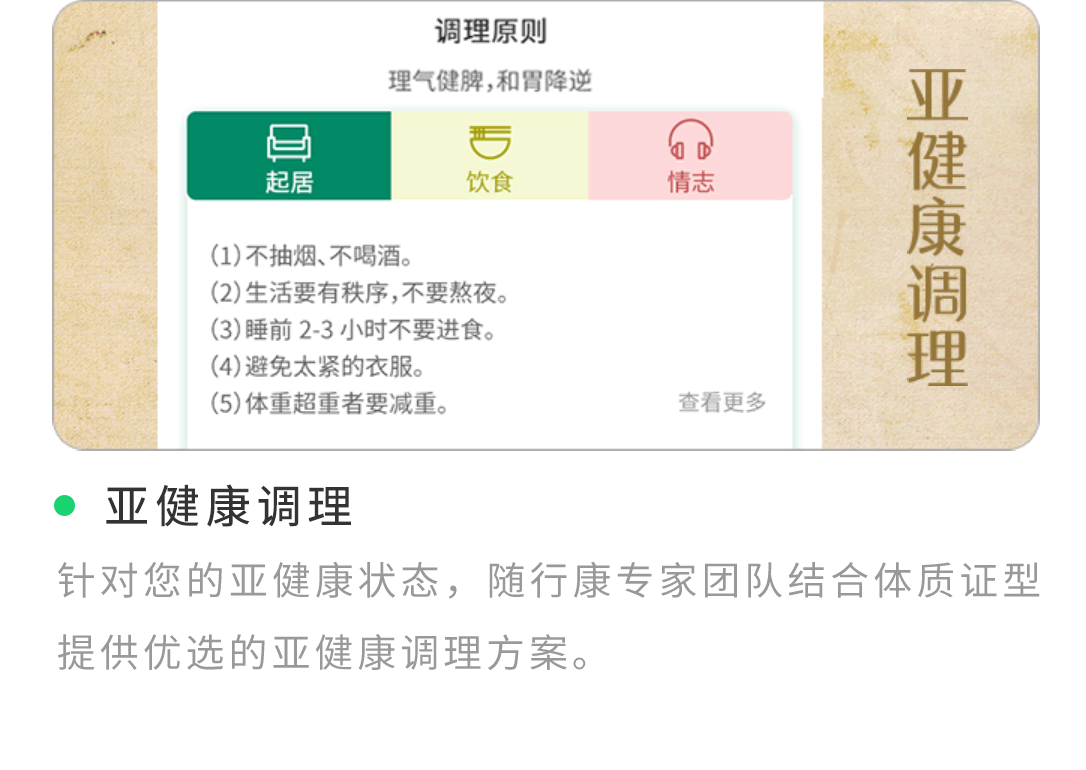 调理原则
理气健脾,和胃降逆
起居
饮食
情志
(1)不抽烟、不喝酒。
(2)生活要有秩序,不要熬夜。
(3)睡前 2-3 小时不要进食。
(4)避免太紧的衣服。
(5)体重超重者要减重。
查看更多
亚健康调理
亚健康调理
针对您的亚健康状态，随行康专家团队结合体质证型
提供优选的亚健康调理方案。